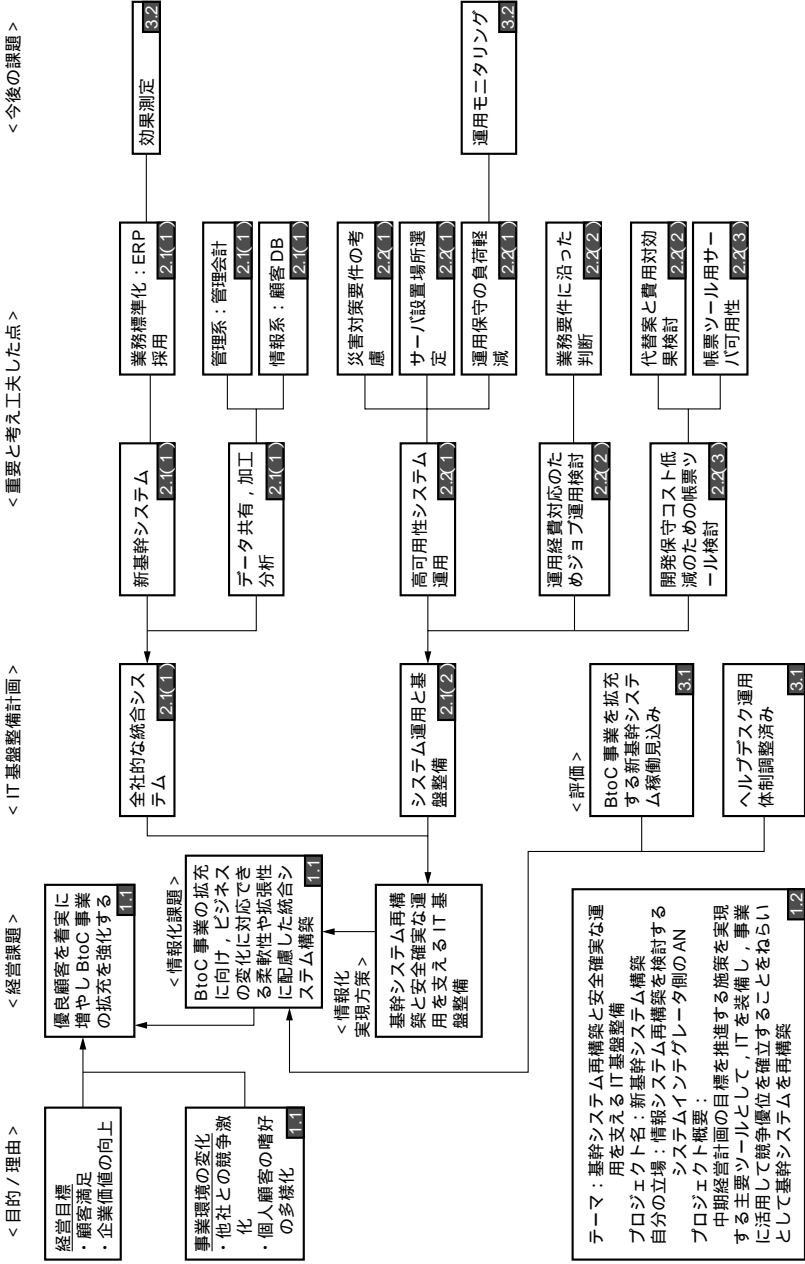 <目的/理由>
経営目標
・顧客満足
・企業価値の向上
事業環境の変化
・他社との競争激
化
・個人顧客の嗜好
の多様化
1.1
<経営課題>
優良顧客を着実に
増やし BtoC 事業
の拡充を強化する
1.1
<情報化課題>
BtoC 事業の拡充
に向け,ビジネス
の変化に対応でき
る柔軟性や拡張性
に配慮した統合シ
ステム構築
1.1
<情報化
実現方策>
基幹システム再構
築と安全確実な運
用を支える IT 基
盤整備
< IT 基盤整備計画 >
全社的な統合シス
テム
2.1(1)
システム運用と基
盤整備
2.1(2)
<評価>
BtoC 事業を拡充
する新基幹システ
ム稼働見込み
3.1
ヘルプデスク運用
体制調整済み
3.1
<重要と考え工夫した点>
新基幹システム
2.1(1)
データ共有,加工
分析
2.1(1)
高可用性システム
運用
2.2(1)
運用経費対応のた
めジョブ運用検討
2.2(2)
開発保守コスト低
減のための帳票ツ
ール検討
2.2(3)
業務標準化:ERP
採用
2.1(1)
管理系:管理会計
2.1(1)
情報系:顧客 DB
2.1(1)
災害対策要件の考
慮
2.2(1)
サーバ設置場所選
定
2.2(1)
運用保守の負荷軽
減
2.2(1)
業務要件に沿った
判断
2.2(2)
代替案と費用対効
果検討
2.2(2)
帳票ツール用サー
バ可用性
2.2(3)
<今後の課題>
効果測定
3.2
運用モニタリング
3.2
テーマ:基幹システム再構築と安全確実な運
用を支える IT 基盤整備
プロジェクト名:新基幹システム構築
自分の立場:情報システム再構築を検討する
システムインテグレータ側の AN
プロジェクト概要:
中期経営計画の目標を推進する施策を実現
する主要ツールとして,IT を装備し,事業
に活用して競争優位を確立することをねらい
として基幹システムを再構築
1.2